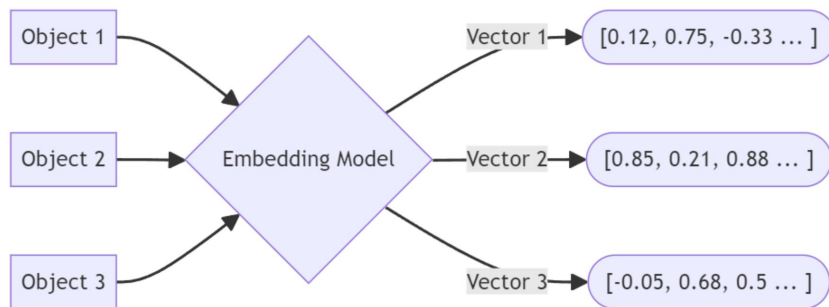 Object 1
Vector 1
[0.12, 0.75, -0.33 ... ]
Object 2
Embedding Model
Vector 2
[0.85, 0.21, 0.88 ... ]
Object 3
Vector 3
[-0.05, 0.68, 0.5 ... ]